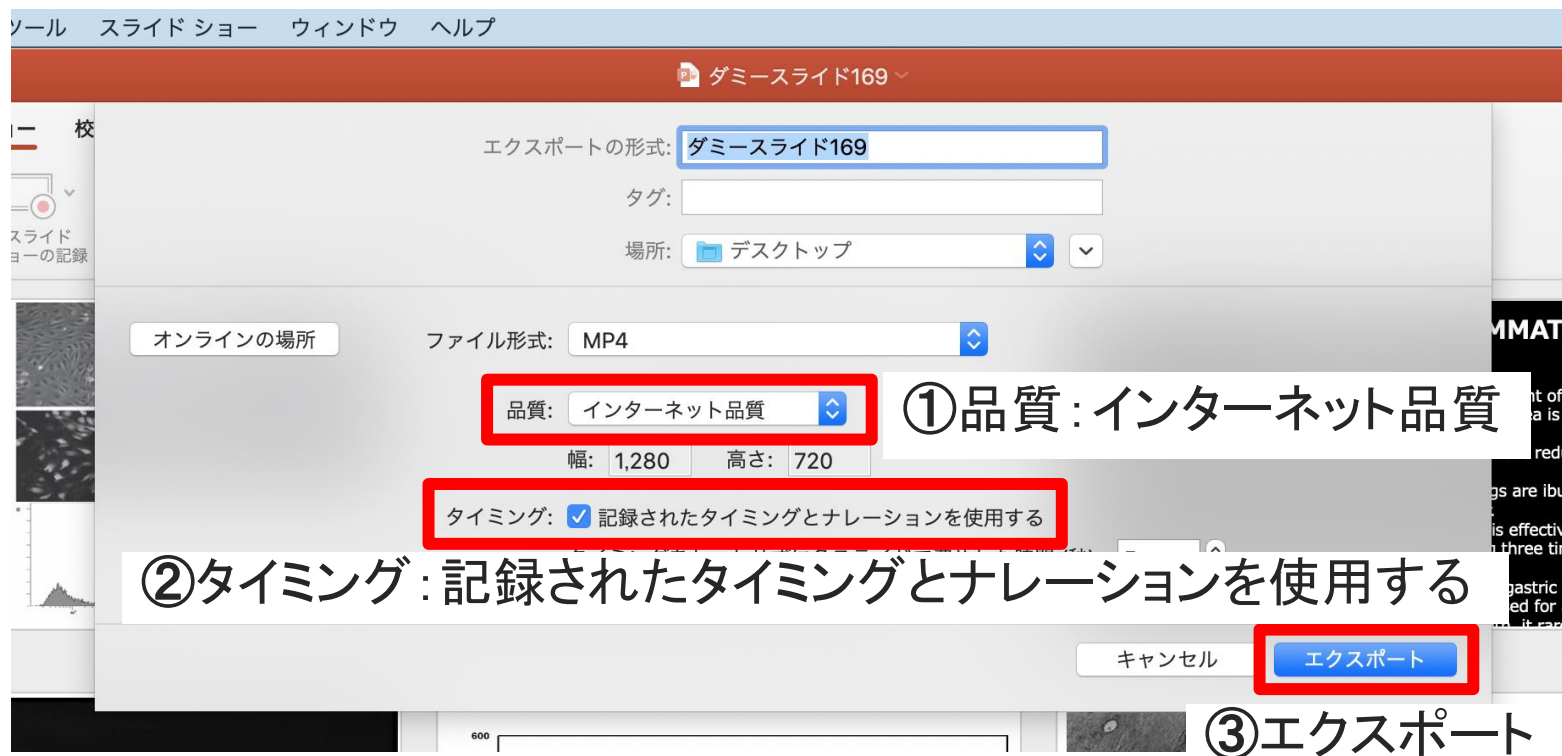 ツール スライド ショー ウィンドウ ヘルプ
ダミースライド169
校
エクスポートの形式: ダミースライド169
タグ:
スライド
ョーの記録
場所: デスクトップ
オンラインの場所 ファイル形式: MP4
品質: インターネット品質
①品質:インターネット品質
幅: 1,280 高さ: 720
タイミング: 記録されたタイミングとナレーションを使用する
②タイミング:記録されたタイミングとナレーションを使用する
MMAT
gs are ibu
is effectiv
three tim
gastric
ed for
キャンセル エクスポート
③エクスポート
600